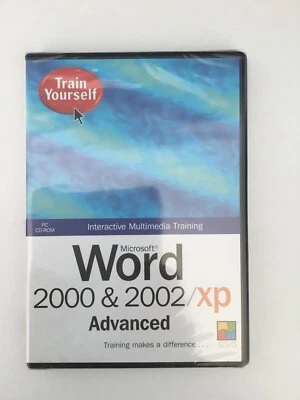 Train
Yourself
PC
CD-ROM
Interactive Multimedia Training
Microsoft®
Word
2000 & 2002/xp
Advanced
Training makes a difference . . .